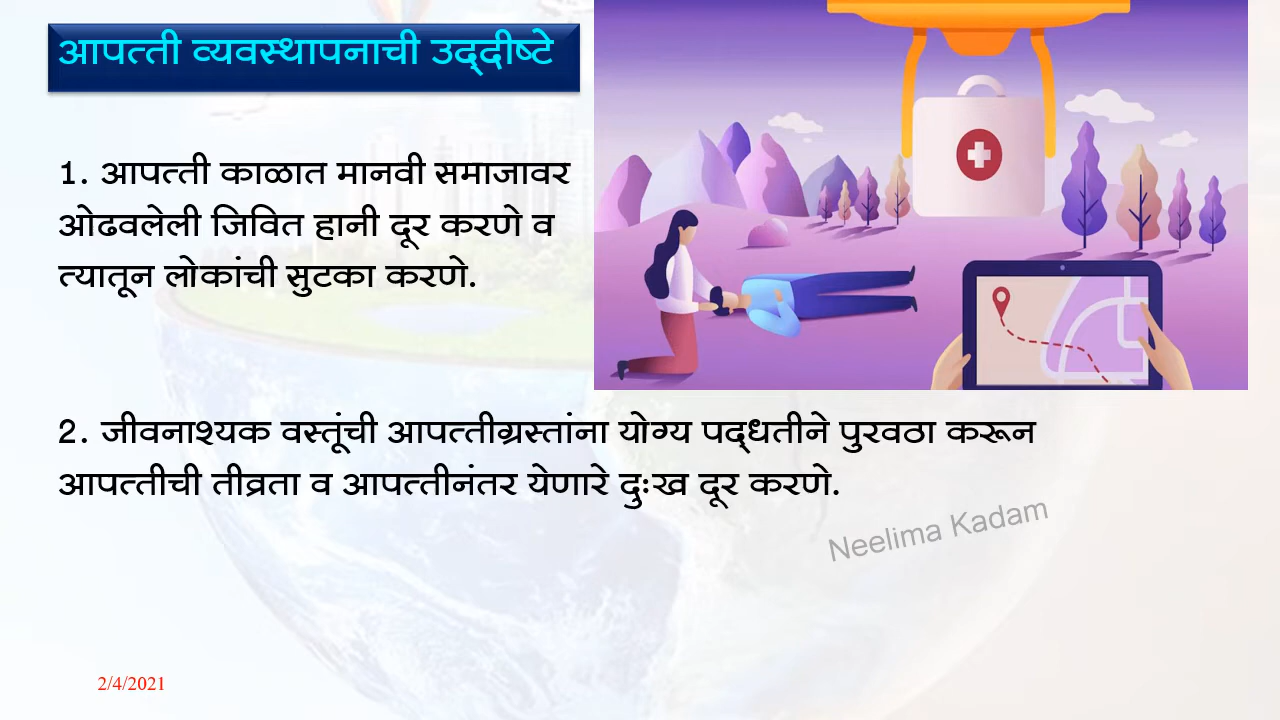 आपत्ती व्यवस्थापनाची उद्‌दीष्टे
1. आपत्ती काळात मानवी समाजावर
ओढवलेली जिवित हानी दूर करणे व
त्यातून लोकांची सुटका करणे.
2. जीवनाश्यक वस्तूंची आपत्तीग्रस्तांना योग्य पद्‌धतीने पुरवठा करून
आपत्तीची तीव्रता व आपत्तीनंतर येणारे दुःख दूर करणे.
Neelima Kadam
2/4/2021